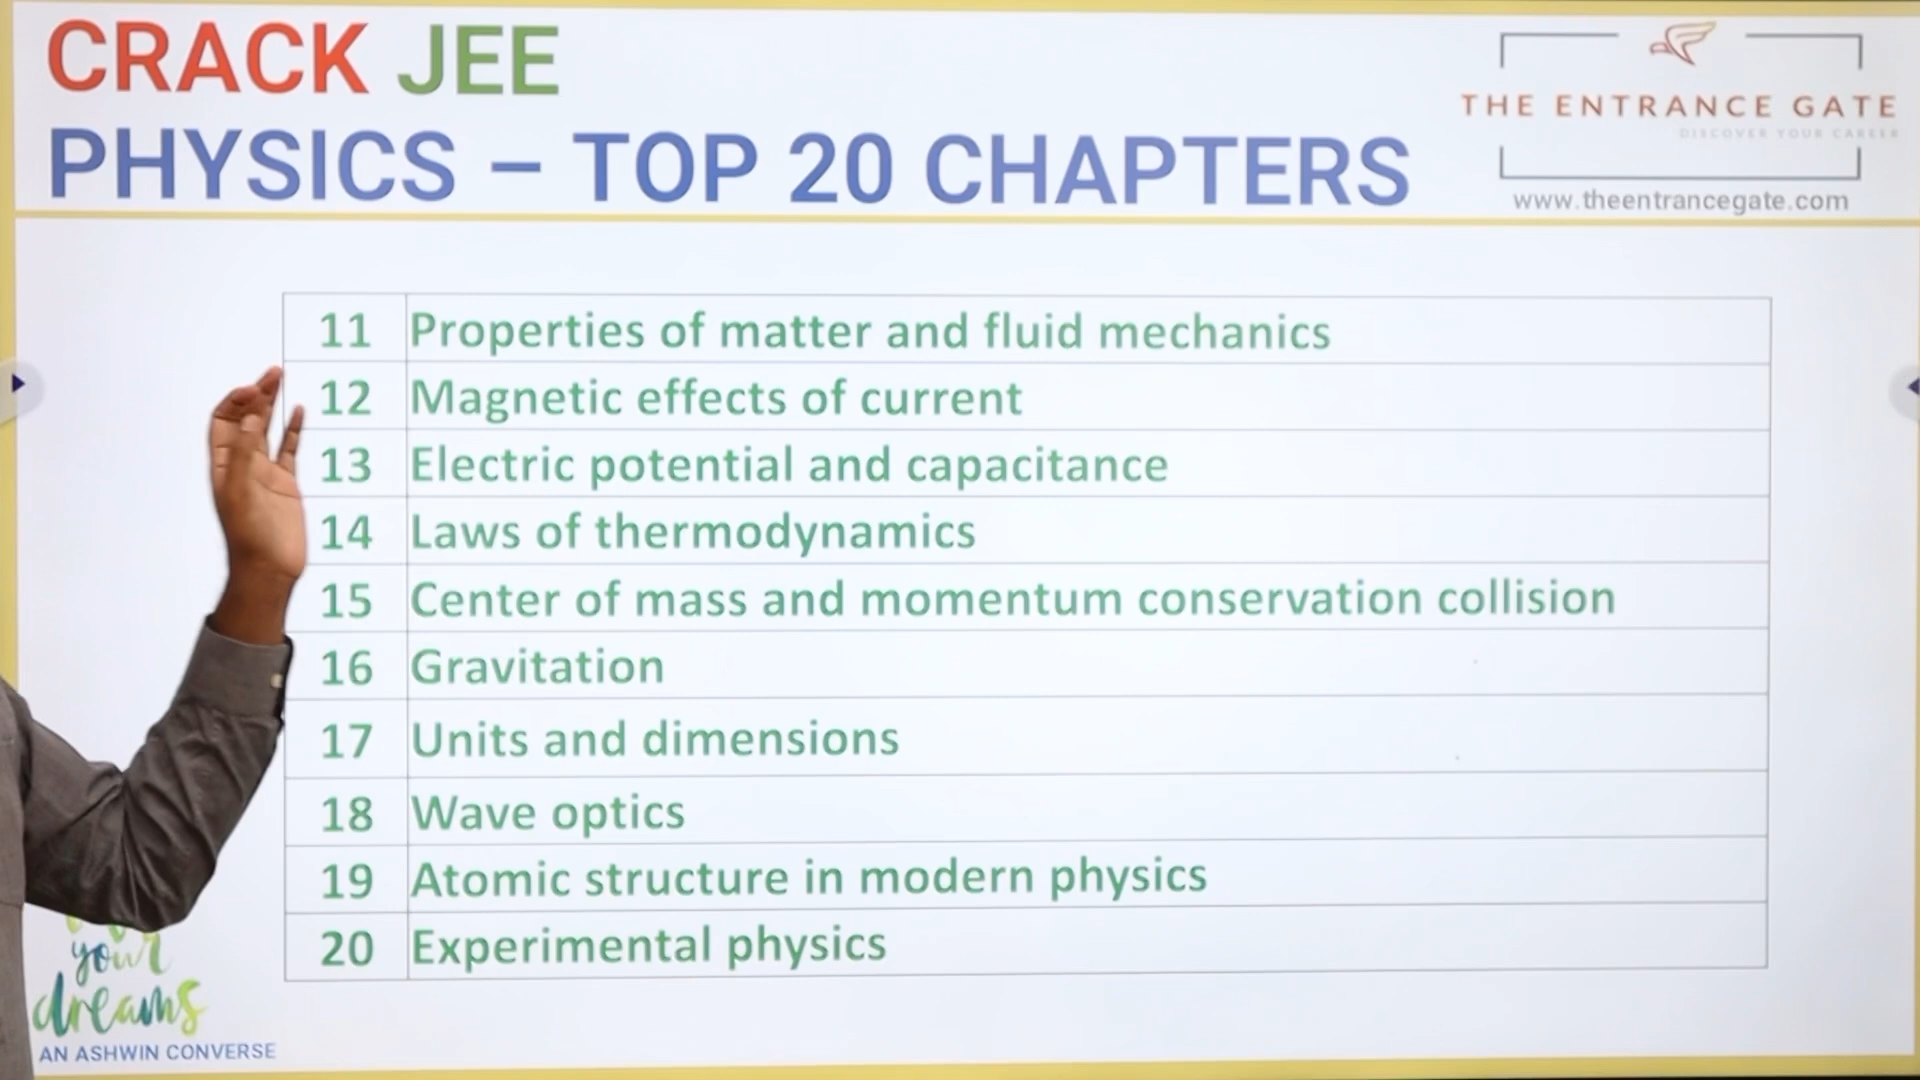 CRACK JEE
PHYSICS – TOP 20 CHAPTERS
THE ENTRANCE GATE
DISCOVER YOUR CAREER
www.theentrancegate.com
11 Properties of matter and fluid mechanics
12 Magnetic effects of current
13 Electric potential and capacitance
14 Laws of thermodynamics
15 Center of mass and momentum conservation collision
16 Gravitation
17 Units and dimensions
18 Wave optics
19 Atomic structure in modern physics
20 Experimental physics
your
dreams
AN ASHWIN CONVERSE